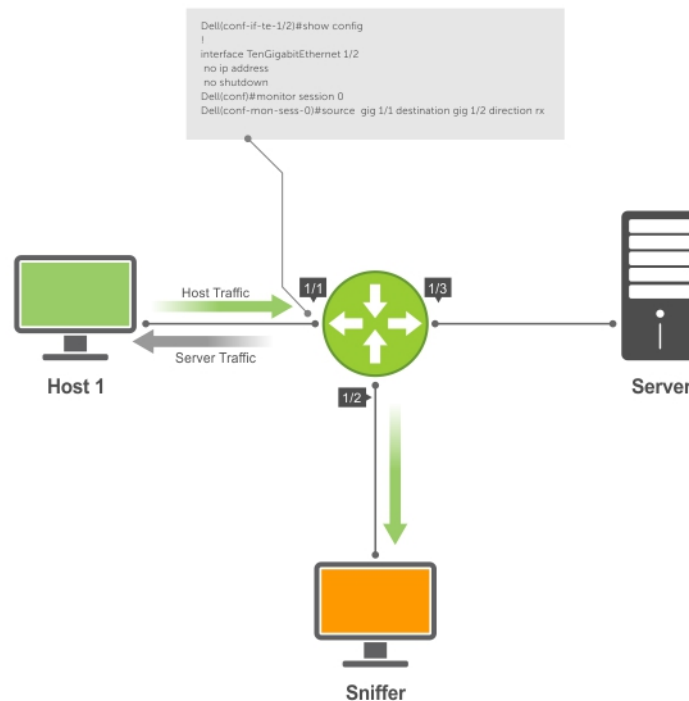 Dell(conf-if-te-1/2)#show config
!
interface TenGigabitEthernet 1/2
no ip address
no shutdown
Dell(conf)#monitor session 0
Dell(conf-mon-sess-0)#source gig 1/1 destination gig 1/2 direction rx
Host Traffic
1/1
1/3
Server Traffic
Host 1
Server
1/2
Sniffer